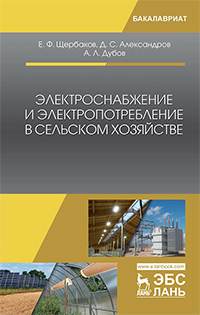 БАКАЛАВРИАТ
Е. Ф. Щербаков, Д. С. Александров
А. Л. Дубов
ЭЛЕКТРОСНАБЖЕНИЕ
И ЭЛЕКТРОПОТРЕБЛЕНИЕ
В СЕЛЬСКОМ ХОЗЯЙСТВЕ
www.e.lanbook.com
ЭБС
ЛАНЬ